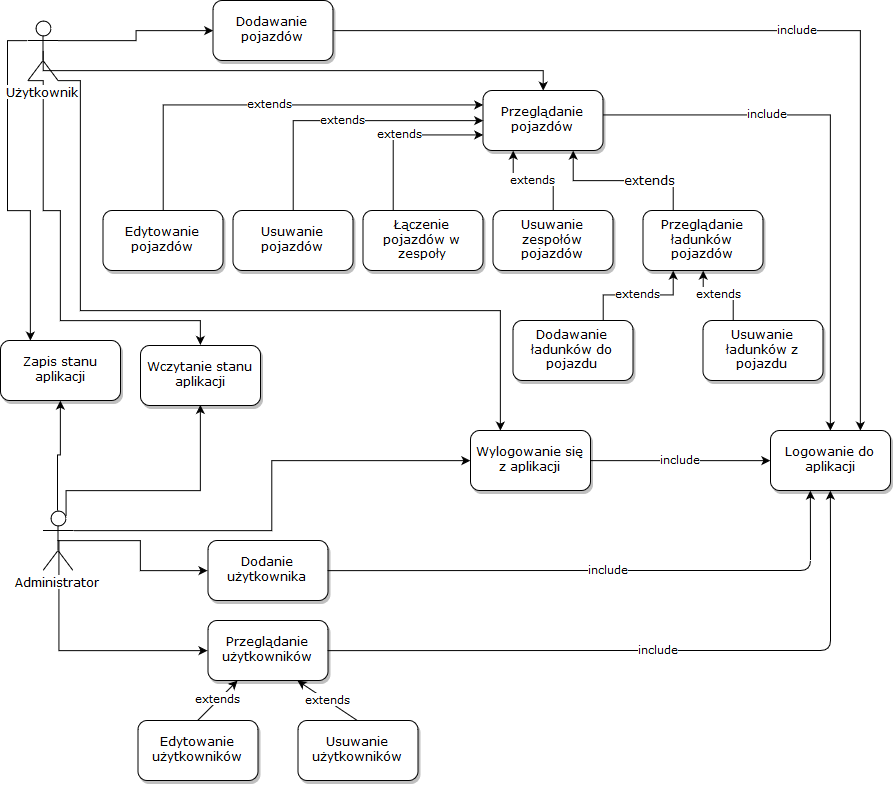 Dodawanie
pojazdów
include
Użytkownik
extends
Przeglądanie
pojazdów
include
extends
extends
extends
extends
Edytowanie
pojazdów
Usuwanie
pojazdów
Łączenie
pojazdów w
zespoły
Usuwanie
zespołów
pojazdów
Przeglądanie
ładunków
pojazdów
extends
extends
Dodawanie
ładunków do
pojazdu
Usuwanie
ładunków z
pojazdu
Zapis stanu
aplikacji
Wczytanie stanu
aplikacji
Wylogowanie się
z aplikacji
include
Logowanie do
aplikacji
Administrator
Dodanie
użytkownika
include
Przeglądanie
użytkowników
include
extends
extends
Edytowanie
użytkowników
Usuwanie
użytkowników